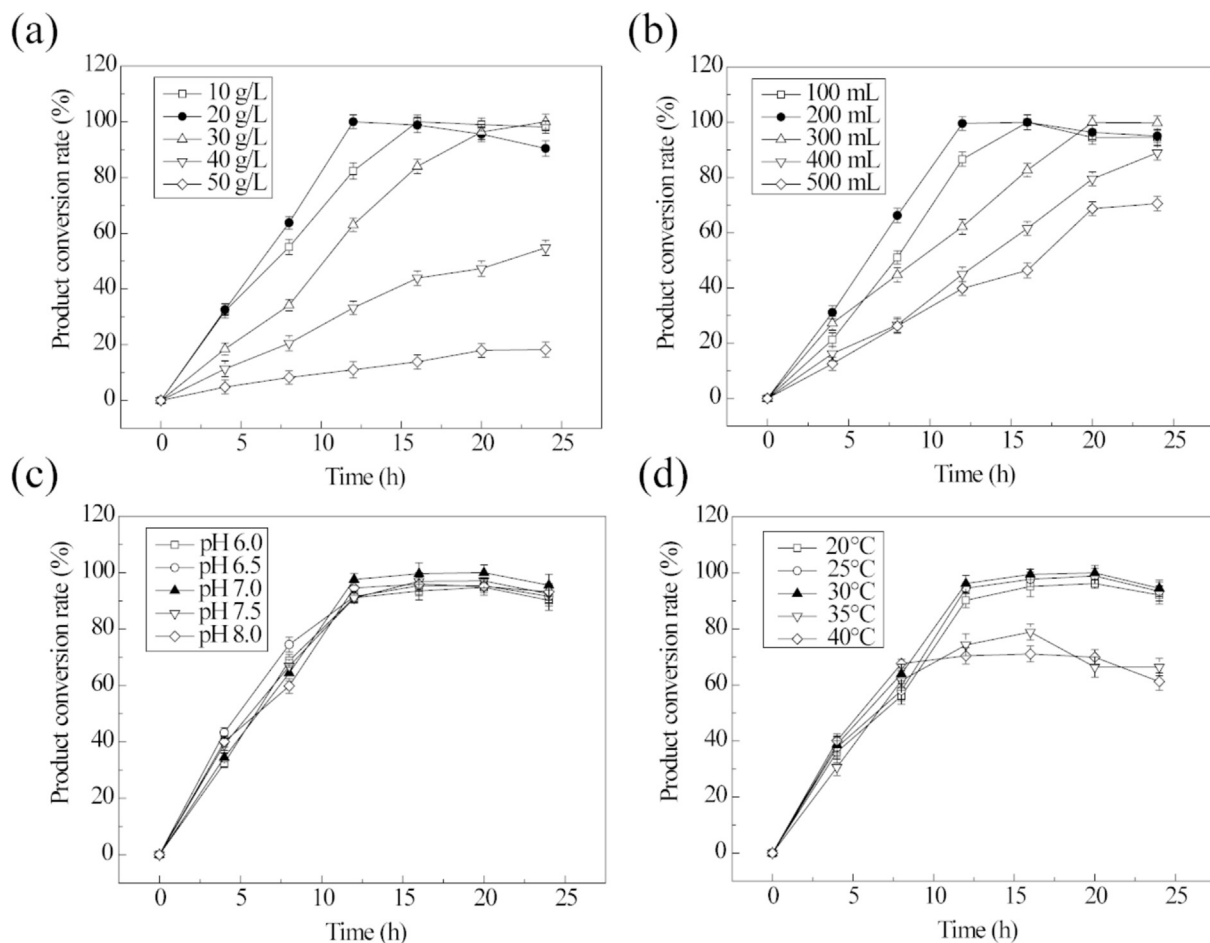 (a)
Product conversion rate (%)
120
100
80
60
40
20
0
10 g/L
20 g/L
30 g/L
40 g/L
50 g/L
0 5 10 15 20 25
Time (h)
(b)
Product conversion rate (%)
120
100
80
60
40
20
0
100 mL
200 mL
300 mL
400 mL
500 mL
0 5 10 15 20 25
Time (h)
(c)
Product conversion rate (%)
120
100
80
60
40
20
0
pH 6.0
pH 6.5
pH 7.0
pH 7.5
pH 8.0
0 5 10 15 20 25
Time (h)
(d)
Product conversion rate (%)
120
100
80
60
40
20
0
20°C
25°C
30°C
35°C
40°C
0 5 10 15 20 25
Time (h)